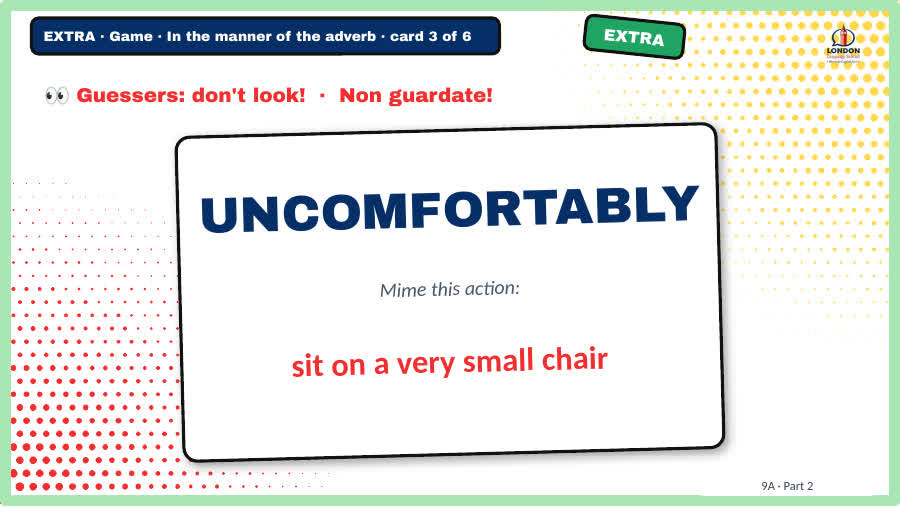 EXTRA · Game · In the manner of the adverb · card 3 of 6
EXTRA
LONDON
👀 Guessers: don't look! · Non guardate!
UNCOMFORTABLY
Mime this action:
sit on a very small chair
9A · Part 2